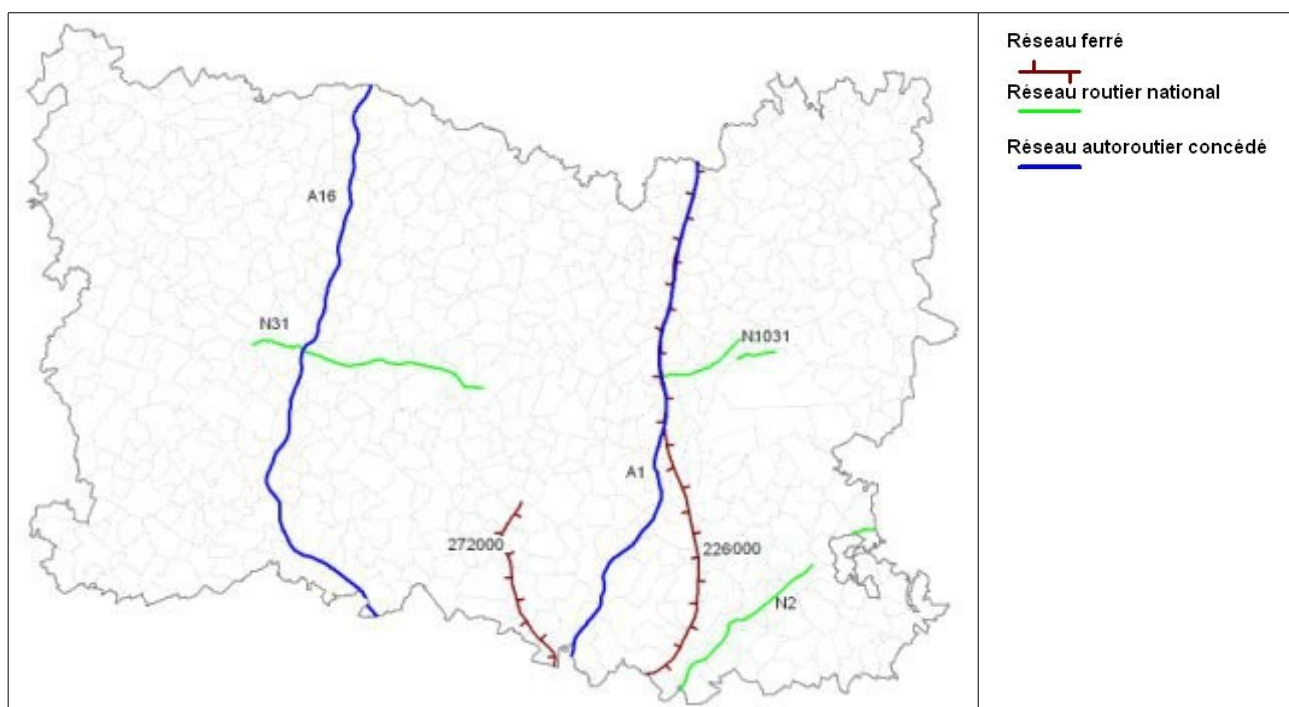 Réseau ferré
Réseau routier national
Réseau autoroutier concédé
A16
N31
N1031
A1
272000
226000
N2